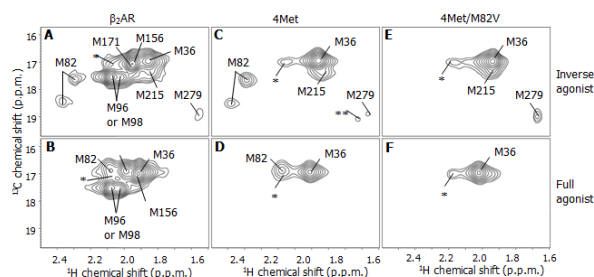 β₂AR 4Met 4Met/M82V
A M171 M156 M36 M82 * M215 M96 or M98 M279
C M36 M82 * M215 M279 **
E M36 * M215 M279
Inverse agonist
B M82 M36 * M96 or M98 M156
D M82 M36 *
F M36 *
Full agonist
16
17
18
19
16
17
18
19
¹³C chemical shift (p.p.m.)
2.4 2.2 2.0 1.8 1.6 2.4 2.2 2.0 1.8 1.6 2.4 2.2 2.0 1.8 1.6
¹H chemical shift (p.p.m.) ¹H chemical shift (p.p.m.) ¹H chemical shift (p.p.m.)